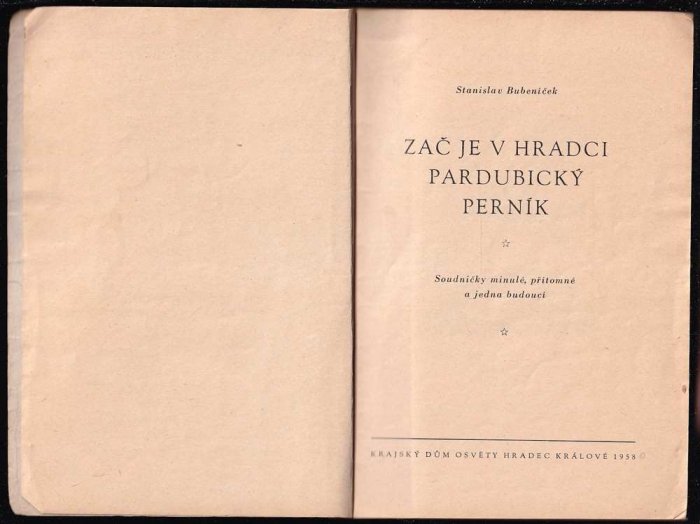 Stanislav Bubeníček
ZAČ JE V HRADCI
PARDUBICKÝ
PERNÍK
Soudničky minulé, přítomné
a jedna budoucí
KRAJSKÝ DŮM OSVĚTY HRADEC KRÁLOVÉ 1958